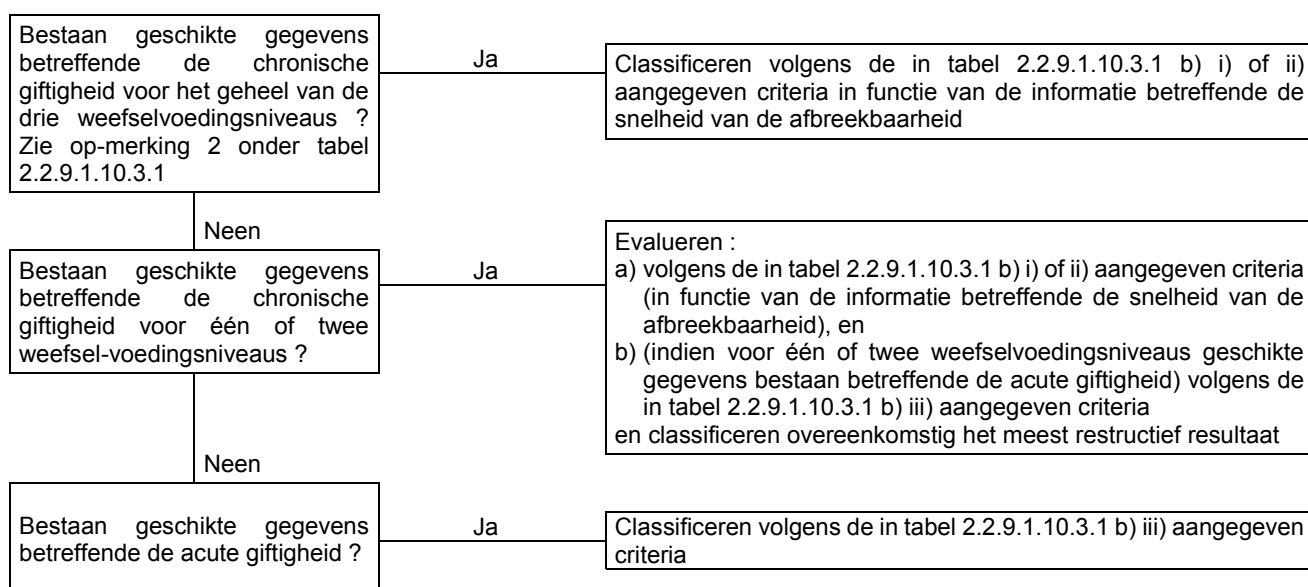 Bestaan geschikte gegevens
betreffende de chronische
giftigheid voor het geheel van de
drie weefselvoedingsniveaus ?
Zie op-merking 2 onder tabel
2.2.9.1.10.3.1
Ja
Classificeren volgens de in tabel 2.2.9.1.10.3.1 b) i) of ii)
aangegeven criteria in functie van de informatie betreffende de
snelheid van de afbreekbaarheid
Neen
Bestaan geschikte gegevens
betreffende de chronische
giftigheid voor één of twee
weefsel-voedingsniveaus ?
Ja
Evalueren :
a) volgens de in tabel 2.2.9.1.10.3.1 b) i) of ii) aangegeven criteria
(in functie van de informatie betreffende de snelheid van de
afbreekbaarheid), en
b) (indien voor één of twee weefselvoedingsniveaus geschikte
gegevens bestaan betreffende de acute giftigheid) volgens de
in tabel 2.2.9.1.10.3.1 b) iii) aangegeven criteria
en classificeren overeenkomstig het meest restructief resultaat
Neen
Bestaan geschikte gegevens
betreffende de acute giftigheid ?
Ja
Classificeren volgens de in tabel 2.2.9.1.10.3.1 b) iii) aangegeven
criteria